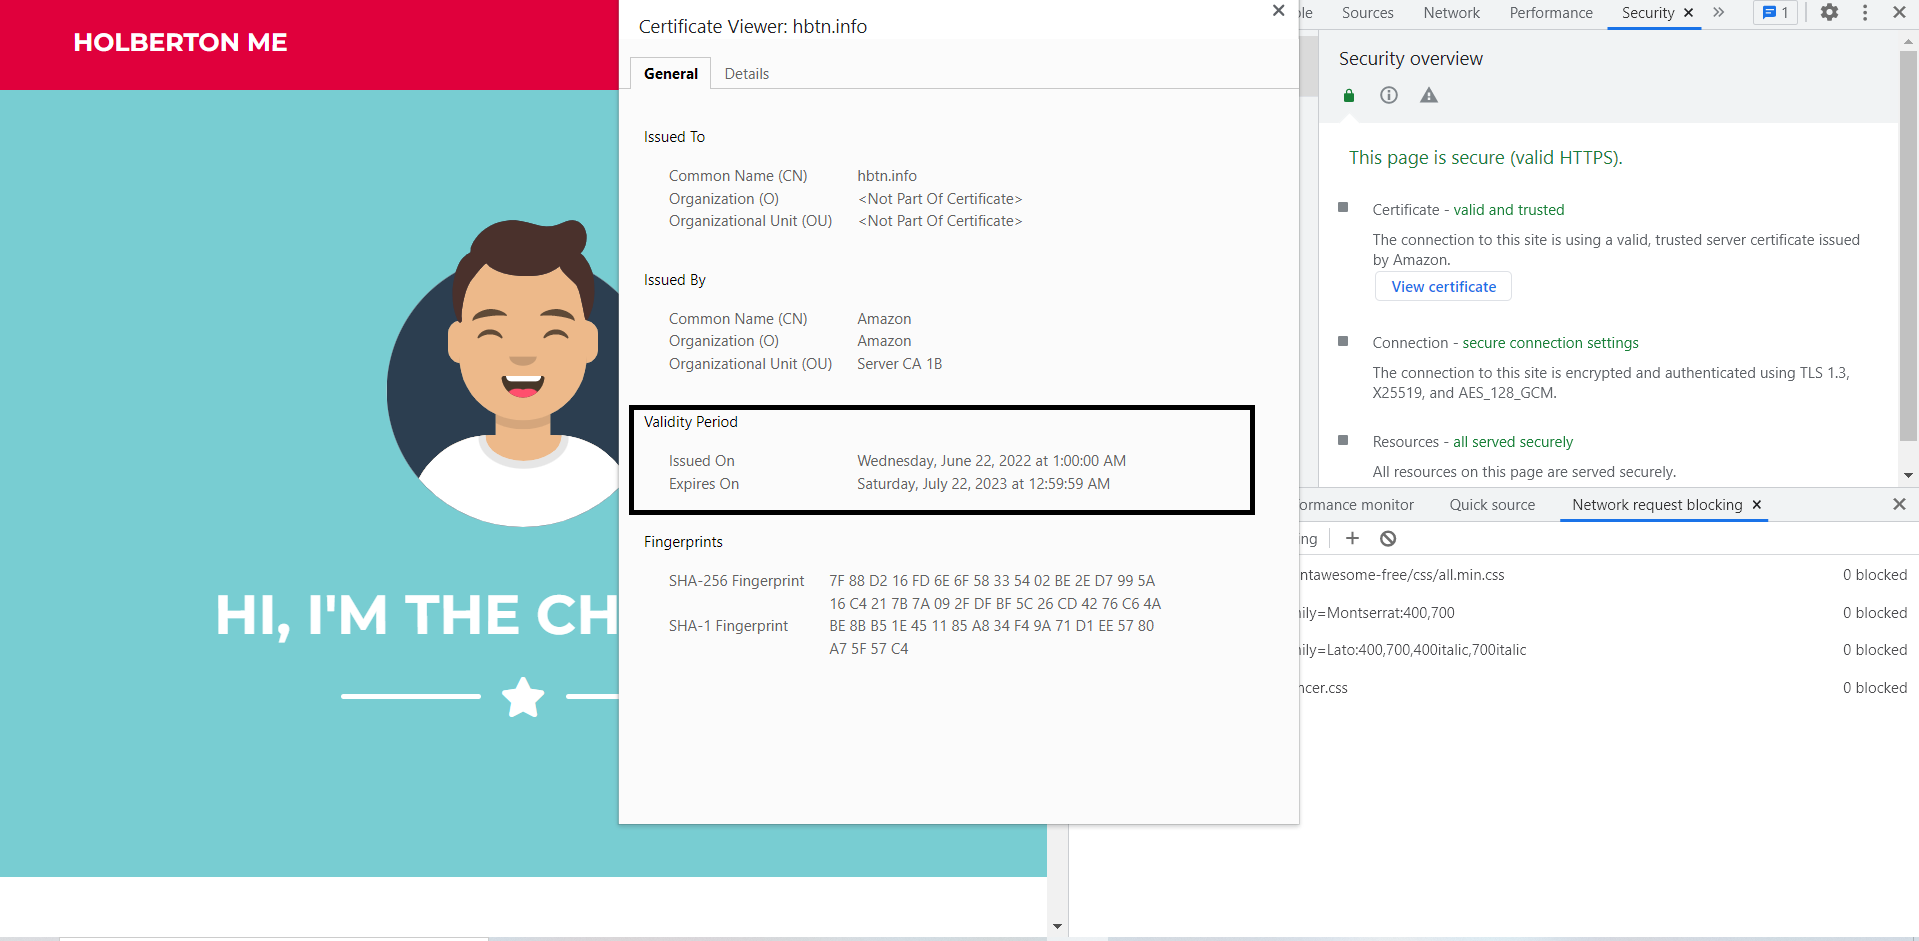 HOLBERTON ME
HI, I'M THE CH
Certificate Viewer: hbtn.info
General Details
Issued To
Common Name (CN) hbtn.info
Organization (O) <Not Part Of Certificate>
Organizational Unit (OU) <Not Part Of Certificate>
Issued By
Common Name (CN) Amazon
Organization (O) Amazon
Organizational Unit (OU) Server CA 1B
Validity Period
Issued On Wednesday, June 22, 2022 at 1:00:00 AM
Expires On Saturday, July 22, 2023 at 12:59:59 AM
Fingerprints
SHA-256 Fingerprint 7F 88 D2 16 FD 6E 6F 58 33 54 02 BE 2E D7 99 5A
16 C4 21 7B 7A 09 2F DF BF 5C 26 CD 42 76 C6 4A
SHA-1 Fingerprint BE 8B B5 1E 45 11 85 A8 34 F4 9A 71 D1 EE 57 80
A7 5F 57 C4
le Sources Network Performance Security 1
Security overview
This page is secure (valid HTTPS).
Certificate - valid and trusted
The connection to this site is using a valid, trusted server certificate issued
by Amazon.
View certificate
Connection - secure connection settings
The connection to this site is encrypted and authenticated using TLS 1.3,
X25519, and AES_128_GCM.
Resources - all served securely
All resources on this page are served securely.
ormance monitor Quick source Network request blocking
ng
ntawesome-free/css/all.min.css 0 blocked
ily=Montserrat:400,700 0 blocked
ily=Lato:400,700,400italic,700italic 0 blocked
ncer.css 0 blocked